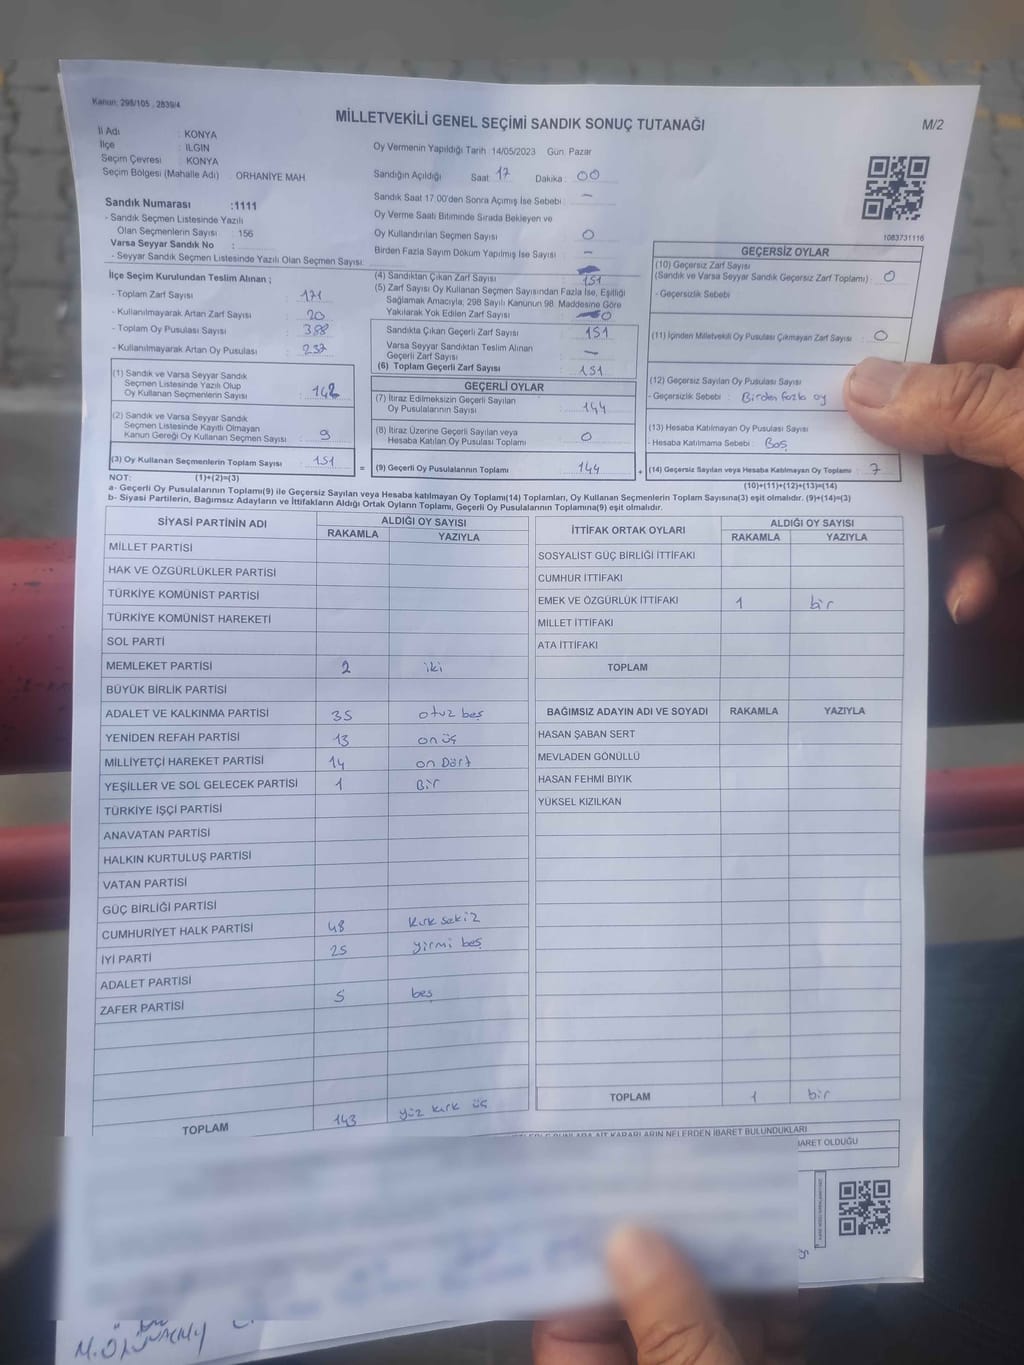 Kanun: 298/105 , 2839/4
MİLLETVEKİLİ GENEL SEÇİMİ SANDIK SONUÇ TUTANAĞI
M/2
İl Adı : KONYA
İlçe : ILGIN
Seçim Çevresi : KONYA
Seçim Bölgesi (Mahalle Adı) : ORHANİYE MAH
Sandık Numarası :1111
- Sandık Seçmen Listesinde Yazılı
Olan Seçmenlerin Sayısı : 156
Varsa Seyyar Sandık No :
- Seyyar Sandık Seçmen Listesinde Yazılı Olan Seçmen Sayısı:
Oy Vermenin Yapıldığı Tarih :14/05/2023 Gün: Pazar
Sandığın Açıldığı Saat : 17 Dakika : 00
Sandık Saat 17.00'den Sonra Açımış İse Sebebi : -
Oy Verme Saati Bitiminde Sırada Bekleyen ve
Oy Kullandırılan Seçmen Sayısı : 0
Birden Fazla Sayım Döküm Yapılmış İse Sayısı : -
1083731116
İlçe Seçim Kurulundan Teslim Alınan ;
- Toplam Zarf Sayısı : 171
- Kullanılmayarak Artan Zarf Sayısı : 20
- Toplam Oy Pusulası Sayısı : 388
- Kullanılmayarak Artan Oy Pusulası : 237
(4) Sandıktan Çıkan Zarf Sayısı : 151
(5) Zarf Sayısı Oy Kullanan Seçmen Sayısından Fazla İse, Eşitliği
Sağlamak Amacıyla; 298 Sayılı Kanunun 98. Maddesine Göre
Yakılarak Yok Edilen Zarf Sayısı : 0
Sandıkta Çıkan Geçerli Zarf Sayısı : 151
Varsa Seyyar Sandıktan Teslim Alınan
Geçerli Zarf Sayısı : -
(6) Toplam Geçerli Zarf Sayısı : 151
GEÇERSİZ OYLAR
(10) Geçersiz Zarf Sayısı
(Sandık ve Varsa Seyyar Sandık Geçersiz Zarf Toplamı) : 0
- Geçersizlik Sebebi
(11) İçinden Milletvekili Oy Pusulası Çıkmayan Zarf Sayısı : 0
(12) Geçersiz Sayılan Oy Pusulası Sayısı
- Geçersizlik Sebebi : Birden fazla oy
(13) Hesaba Katılmayan Oy Pusulası Sayısı
- Hesaba Katılmama Sebebi : Boş
(14) Geçersiz Sayılan veya Hesaba Katılmayan Oy Toplamı : 7
(10)+(11)+(12)+(13)=(14)
(1) Sandık ve Varsa Seyyar Sandık
Seçmen Listesinde Yazılı Olup
Oy Kullanan Seçmenlerin Sayısı : 142
(2) Sandık ve Varsa Seyyar Sandık
Seçmen Listesinde Kayıtlı Olmayan
Kanun Gereği Oy Kullanan Seçmen Sayısı : 9
(3) Oy Kullanan Seçmenlerin Toplam Sayısı : 151
=
GEÇERLİ OYLAR
(7) İtiraz Edilmeksizin Geçerli Sayılan
Oy Pusulalarının Sayısı : 144
(8) İtiraz Üzerine Geçerli Sayılan veya
Hesaba Katılan Oy Pusulası Toplamı : 0
(9) Geçerli Oy Pusulalarının Toplamı : 144
+
NOT: (1)+(2)=(3)
a- Geçerli Oy Pusulalarının Toplamı(9) ile Geçersiz Sayılan veya Hesaba katılmayan Oy Toplamı(14) Toplamları, Oy Kullanan Seçmenlerin Toplam Sayısına(3) eşit olmalıdır. (9)+(14)=(3)
b- Siyasi Partilerin, Bağımsız Adayların ve İttifakların Aldığı Ortak Oyların Toplamı, Geçerli Oy Pusulalarının Toplamına(9) eşit olmalıdır.
SİYASİ PARTİNİN ADI ALDIĞI OY SAYISI
RAKAMLA YAZIYLA
MİLLET PARTİSİ
HAK VE ÖZGÜRLÜKLER PARTİSİ
TÜRKİYE KOMÜNİST PARTİSİ
TÜRKİYE KOMÜNİST HAREKETİ
SOL PARTİ
MEMLEKET PARTİSİ 2 iki
BÜYÜK BİRLİK PARTİSİ
ADALET VE KALKINMA PARTİSİ 35 otuz beş
YENİDEN REFAH PARTİSİ 13 on üç
MİLLİYETÇİ HAREKET PARTİSİ 14 on Dört
YEŞİLLER VE SOL GELECEK PARTİSİ 1 Bir
TÜRKİYE İŞÇİ PARTİSİ
ANAVATAN PARTİSİ
HALKIN KURTULUŞ PARTİSİ
VATAN PARTİSİ
GÜÇ BİRLİĞİ PARTİSİ
CUMHURİYET HALK PARTİSİ 48 kırk sekiz
İYİ PARTİ 25 yirmi beş
ADALET PARTİSİ
ZAFER PARTİSİ 5 beş
TOPLAM 143 yüz kırk üç
İTTİFAK ORTAK OYLARI ALDIĞI OY SAYISI
RAKAMLA YAZIYLA
SOSYALIST GÜÇ BİRLİĞİ İTTİFAKI
CUMHUR İTTİFAKI
EMEK VE ÖZGÜRLÜK İTTİFAKI 1 bir
MİLLET İTTİFAKI
ATA İTTİFAKI
TOPLAM
BAĞIMSIZ ADAYIN ADI VE SOYADI RAKAMLA YAZIYLA
HASAN ŞABAN SERT
MEVLADEN GÖNÜLLÜ
HASAN FEHMI BIYIK
YÜKSEL KIZILKAN
TOPLAM 1 bir
KARARLARIN NELERDEN İBARET BULUNDUKLARI
OLDUĞU